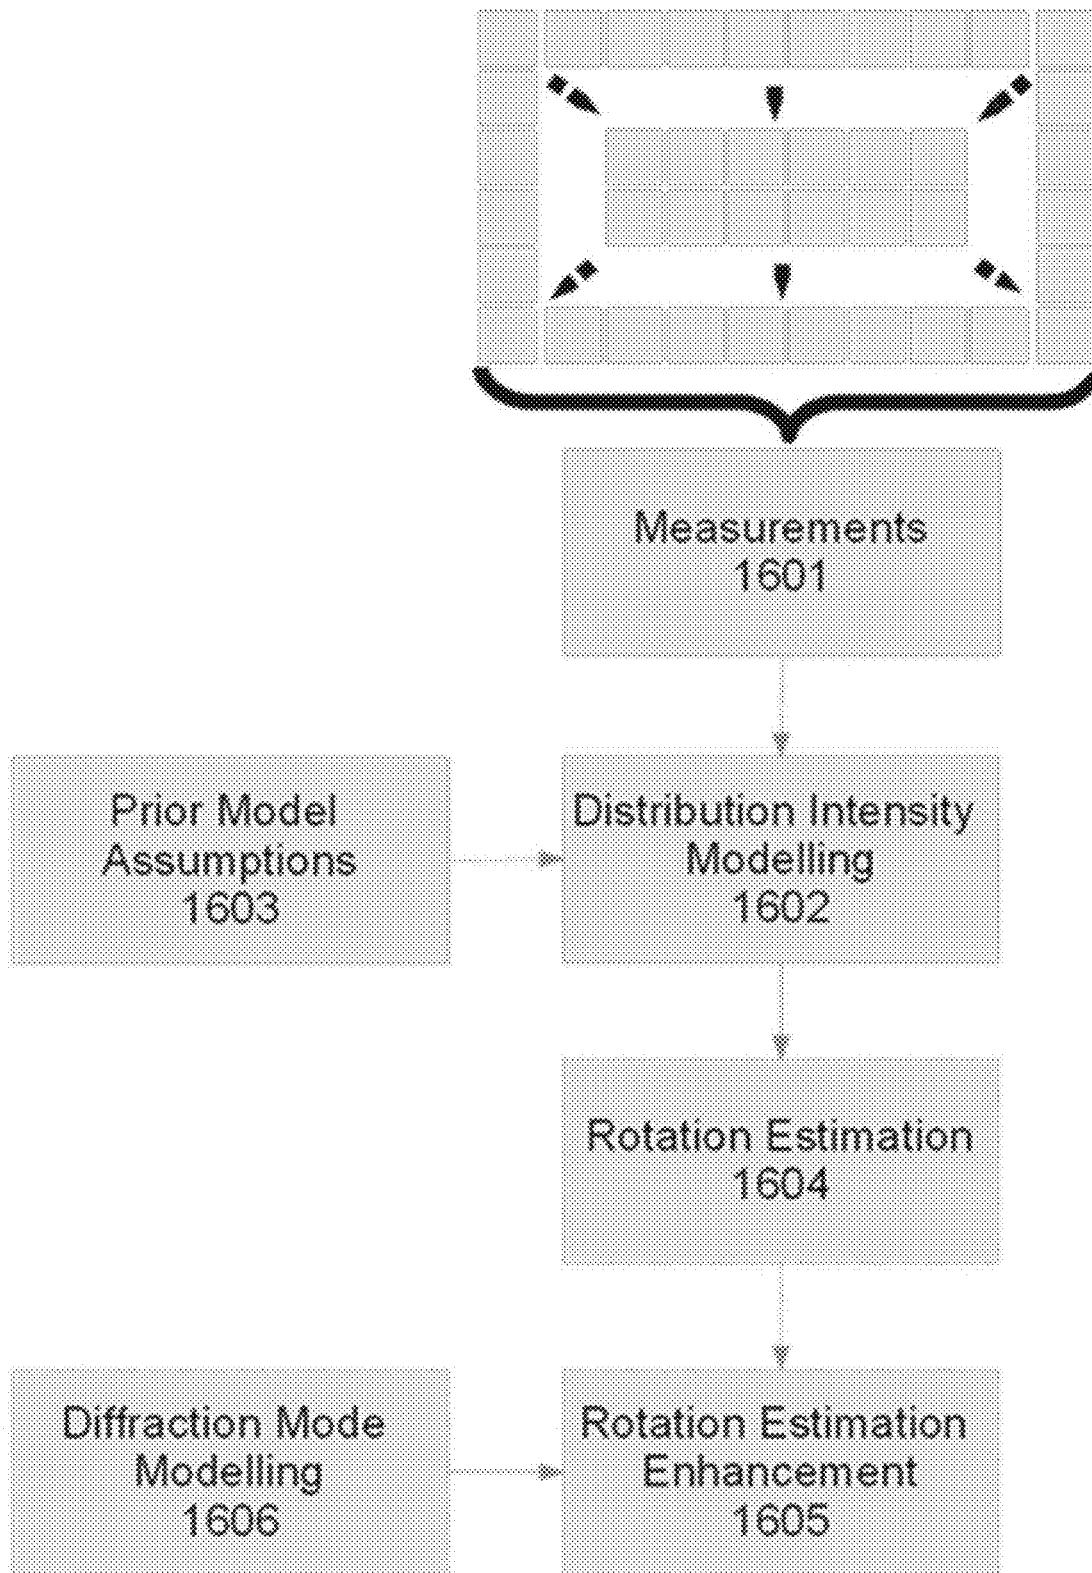 Measurements
1601
Prior Model
Assumptions
1603
Distribution Intensity
Modelling
1602
Rotation Estimation
1604
Diffraction Mode
Modelling
1606
Rotation Estimation
Enhancement
1605